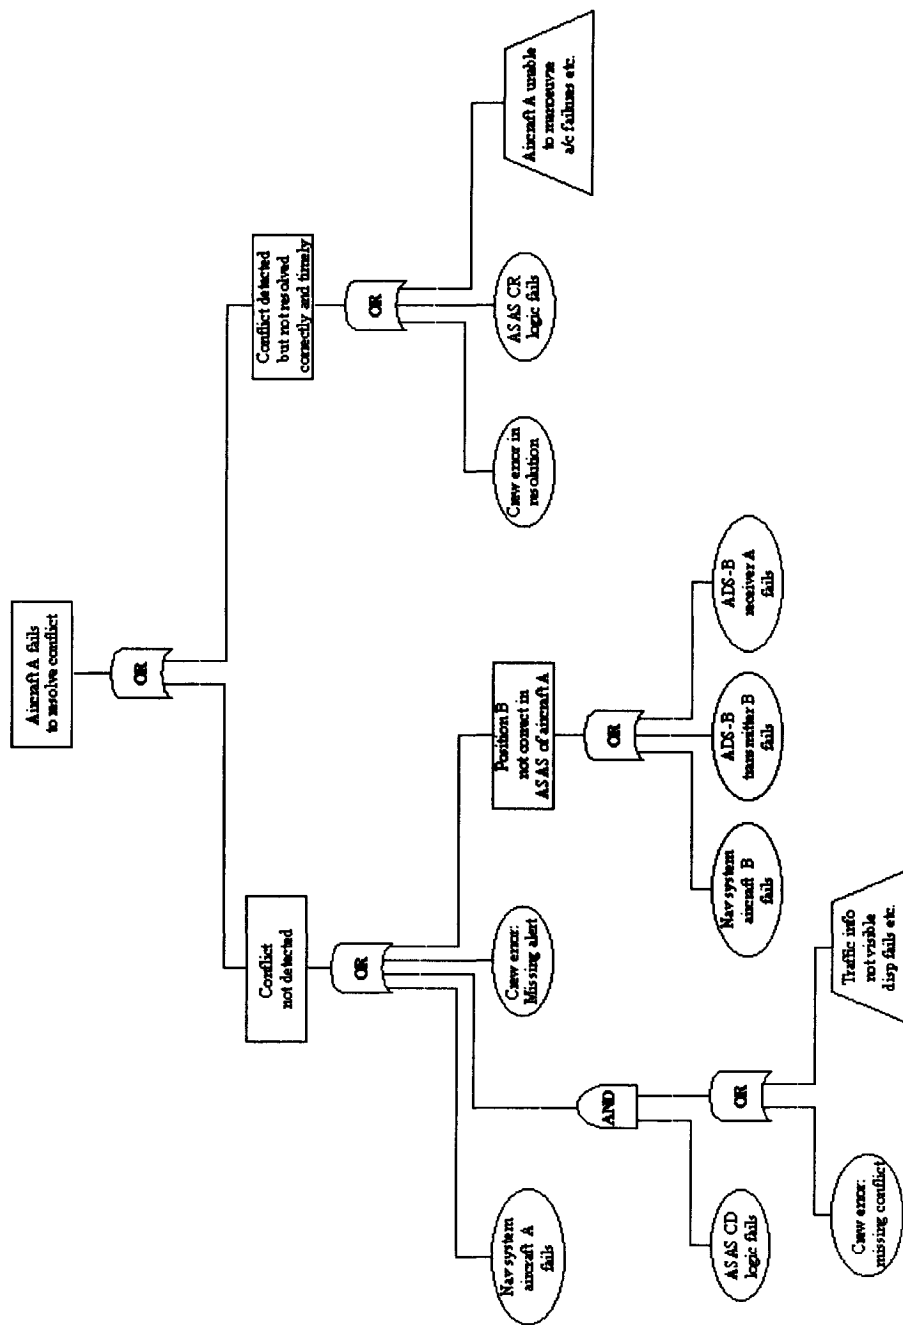 Aircraft A fails
to resolve conflict
OR
Conflict
not detected
Conflict detected
but not resolved
correctly and timely
OR
OR
Nav system
aircraft A
fails
Crew error:
Missing alert
Position B
not correct in
ASAS of aircraft A
Crew error in
resolution
ASAS CR
logic fails
Aircraft A unable
to manoeuvre
a/c failures etc.
AND
OR
ASAS CD
logic fails
OR
Nav system
aircraft B
fails
ADS-B
transmitter B
fails
ADS-B
receiver A
fails
Crew error:
missing conflict
Traffic info
not visible
disp fails etc.